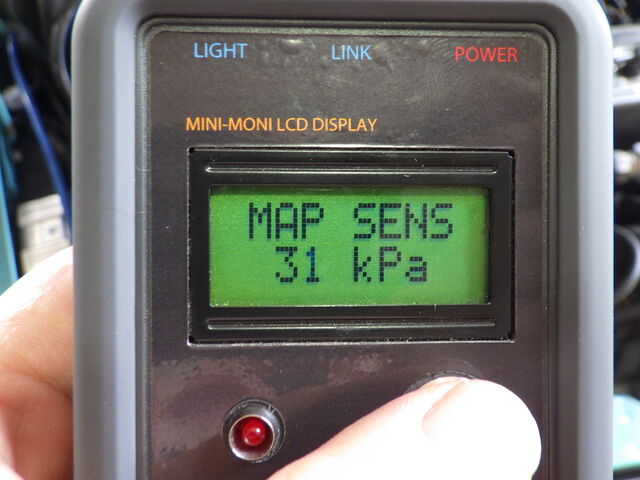 LIGHT LINK POWER
MINI-MONI LCD DISPLAY
MAP SENS
31 kPa